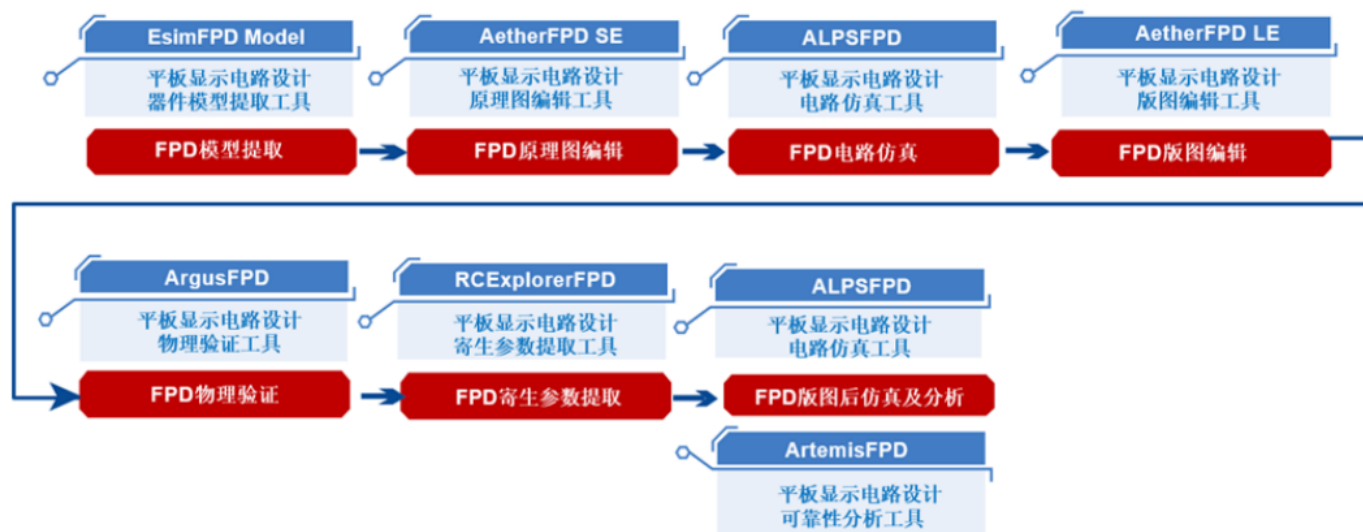 EsimFPD Model
平板显示电路设计
器件模型提取工具
FPD模型提取
AetherFPD SE
平板显示电路设计
原理图编辑工具
FPD原理图编辑
ALPSFPD
平板显示电路设计
电路仿真工具
FPD电路仿真
AetherFPD LE
平板显示电路设计
版图编辑工具
FPD版图编辑
ArgusFPD
平板显示电路设计
物理验证工具
FPD物理验证
RCExplorerFPD
平板显示电路设计
寄生参数提取工具
FPD寄生参数提取
ALPSFPD
平板显示电路设计
电路仿真工具
FPD版图后仿真及分析
ArtemisFPD
平板显示电路设计
可靠性分析工具